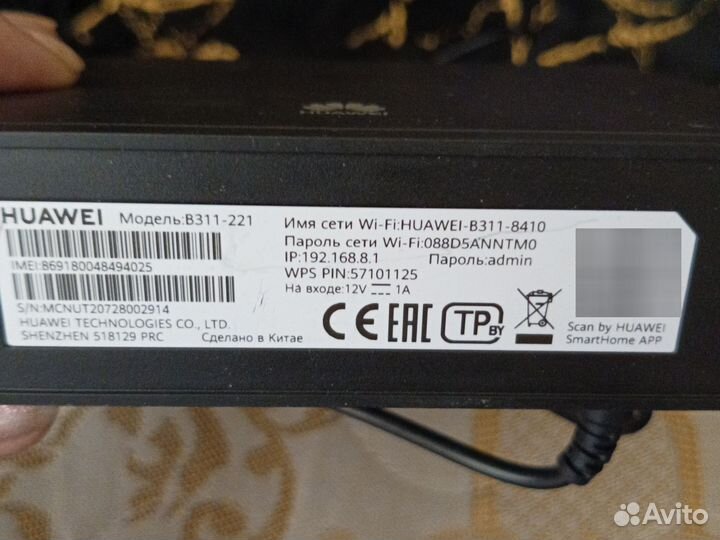 HUAWEI
HUAWEI Модель:B311-221
IMEI:869180048494025
S/N:MCNUT20728002914
HUAWEI TECHNOLOGIES CO., LTD.
SHENZHEN 518129 PRC Сделано в Китае
Имя сети Wi-Fi:HUAWEI-B311-8410
Пароль сети Wi-Fi:088D5ANNTM0
IP:192.168.8.1 Пароль:admin
WPS PIN:57101125
На входе:12V ⎓ 1A
CE EAC TP BY
Scan by HUAWEI
SmartHome APP
Avito